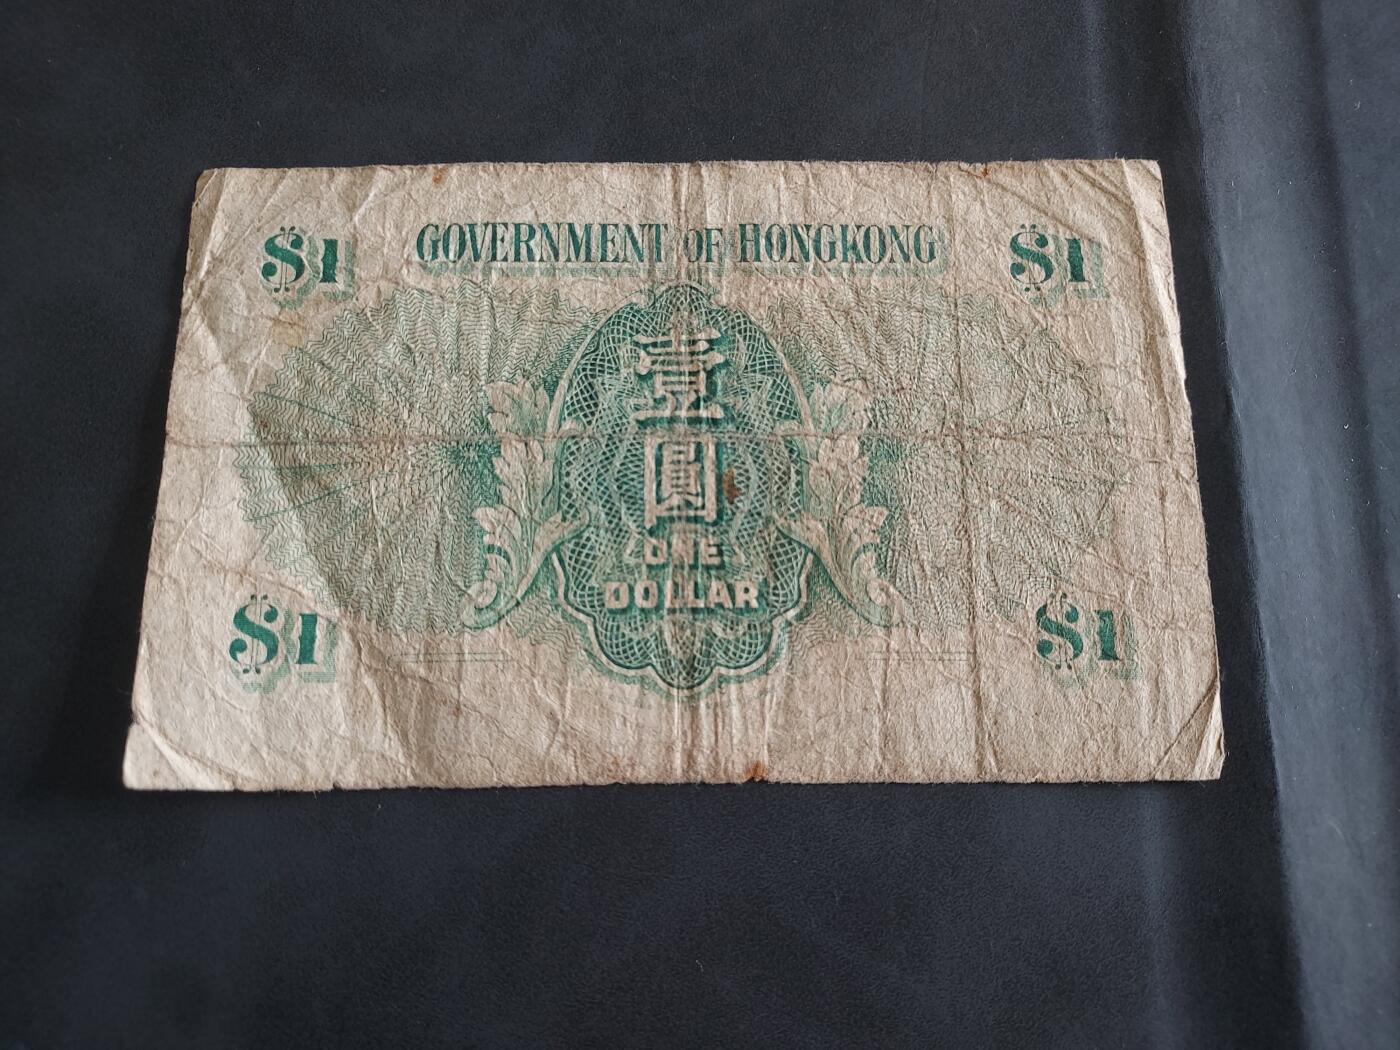 $1 GOVERNMENT OF HONGKONG $1
壹
圓
ONE
DOLLAR
$1 $1